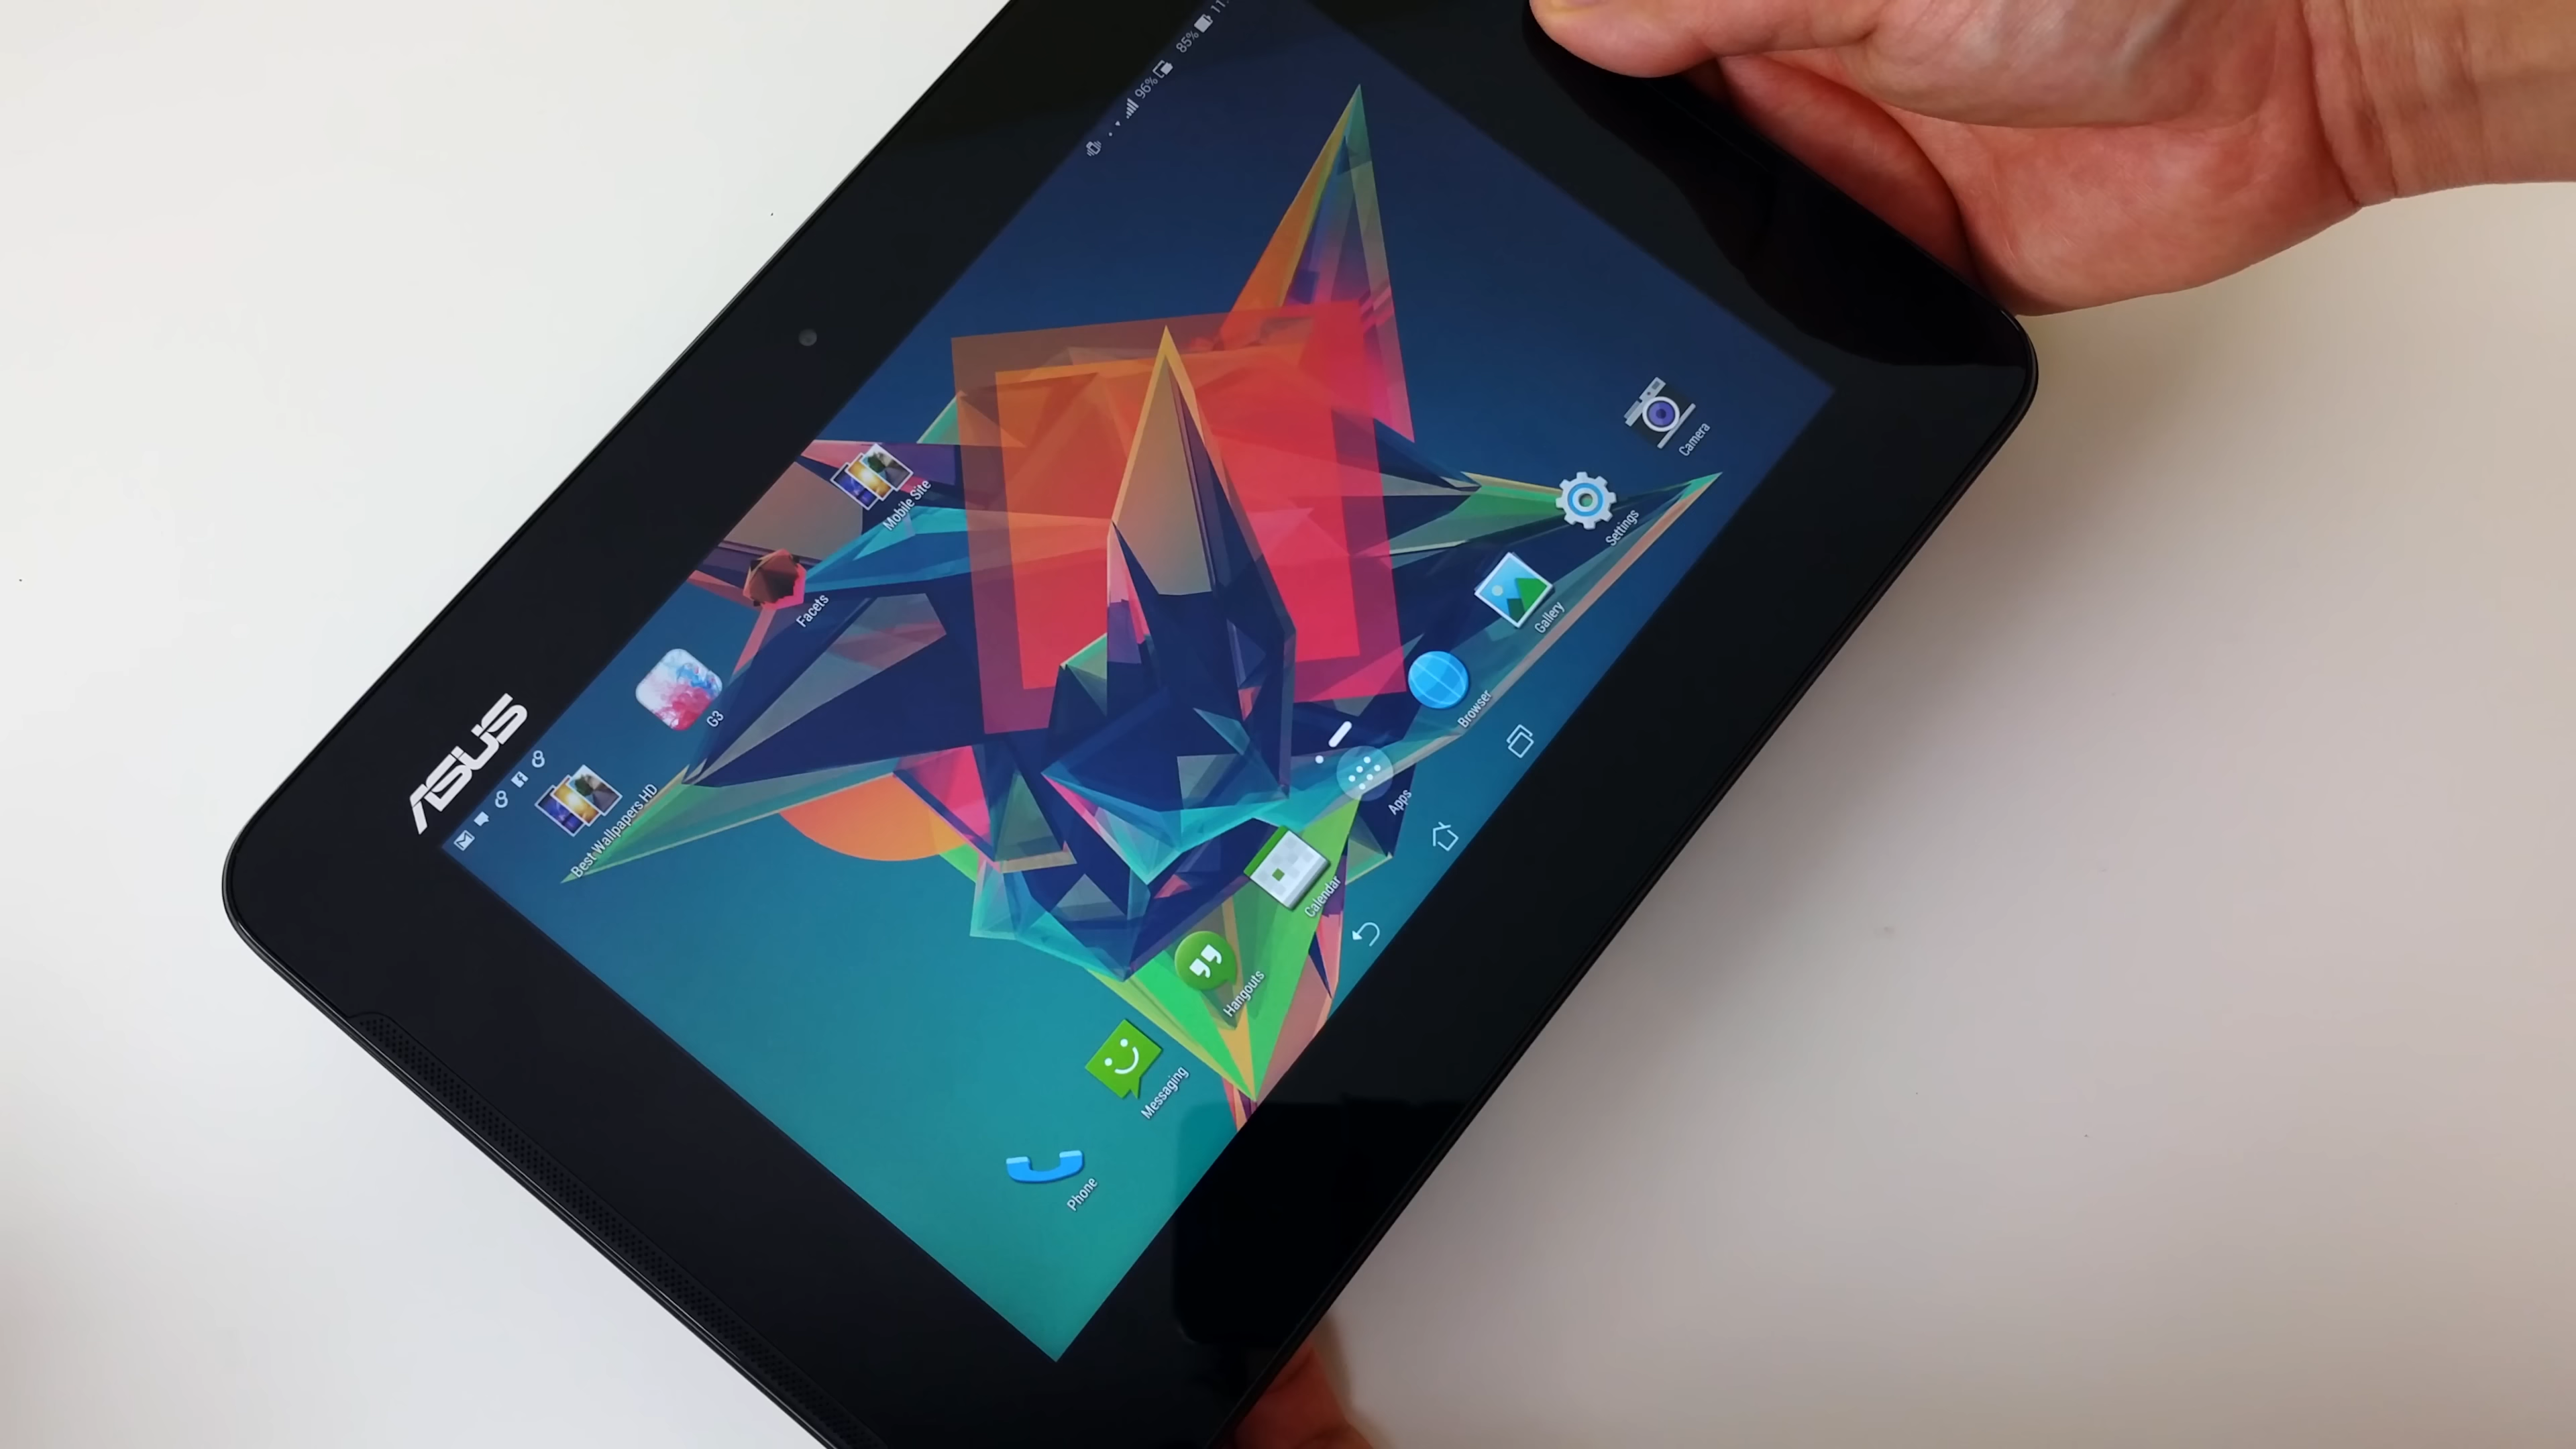 ASUS
96%
85%
Best Wallpapers HD
G3
Facets
Mobile Site
Phone
Messaging
Hangouts
Calendar
Apps
Browser
Gallery
Settings
Camera